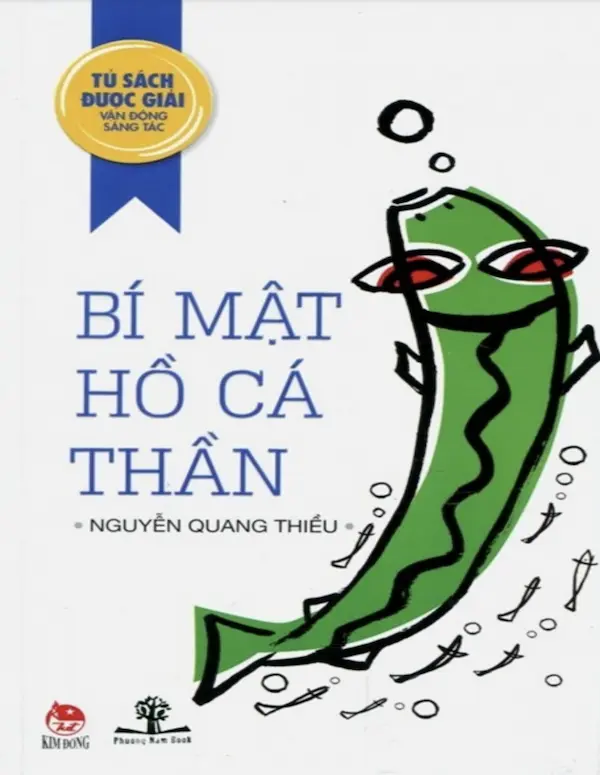 TỦ SÁCH
ĐƯỢC GIẢI
VẬN ĐỘNG
SÁNG TÁC
BÍ MẬT
HỒ CÁ
THẦN
• NGUYỄN QUANG THIỀU •
KIM ĐỒNG
Phuong Nam Book